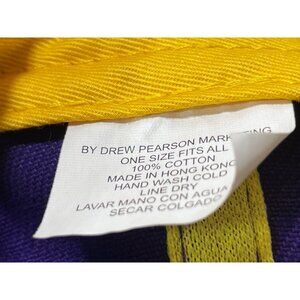 BY DREW PEARSON MARKETING
ONE SIZE FITS ALL
100% COTTON
MADE IN HONG KONG
HAND WASH COLD
LINE DRY
LAVAR MANO CON AGUA
SECAR COLGADO